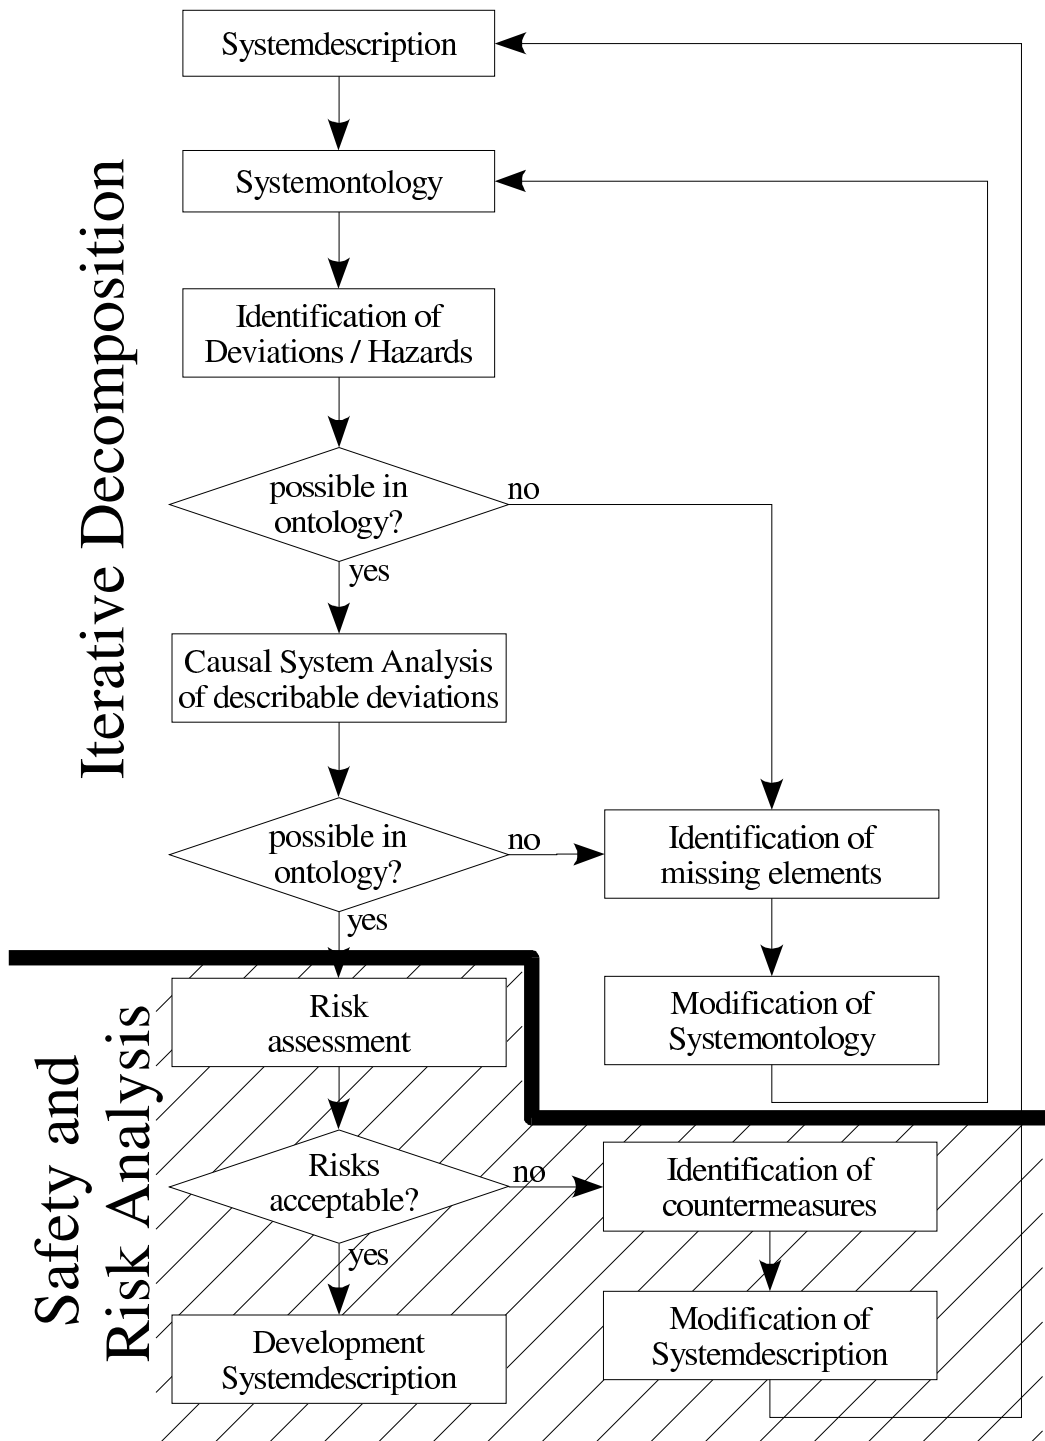 Systemdescription
Systemontology
Identification of
Deviations / Hazards
possible in
ontology?
no
yes
Causal System Analysis
of describable deviations
possible in
ontology?
no
yes
Identification of
missing elements
Modification of
Systemontology
Iterative Decomposition
Risk
assessment
Risks
acceptable?
no
yes
Identification of
countermeasures
Development
Systemdescription
Modification of
Systemdescription
Safety and
Risk Analysis